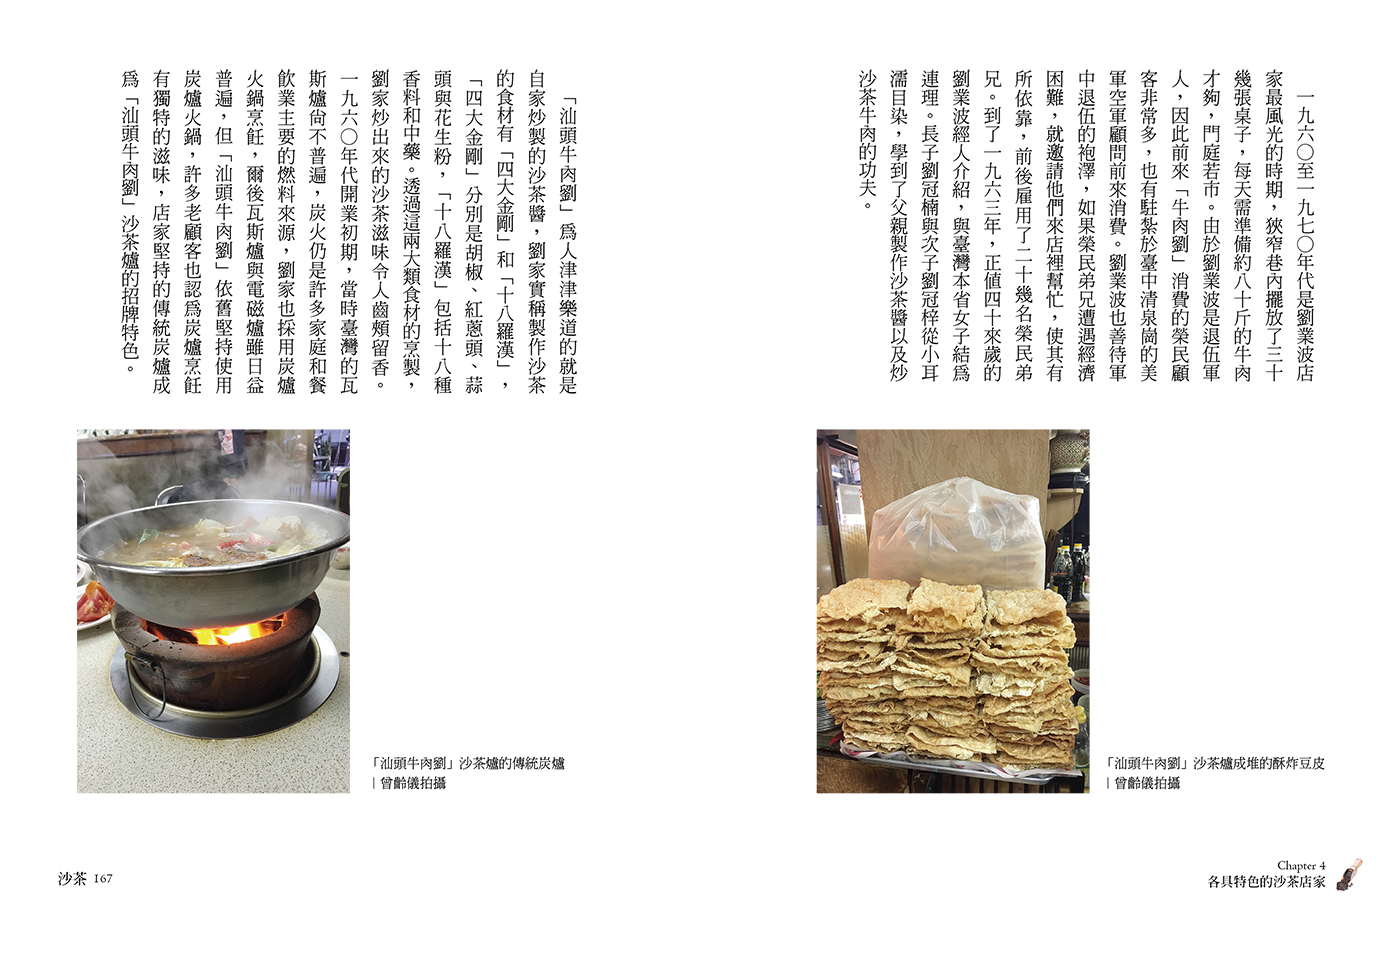 一九六〇至一九七〇年代是劉業波店
家最風光的時期，狹窄巷內擺放了三十
幾張桌子，每天需準備約八十斤的牛肉
才夠，門庭若市。由於劉業波是退伍軍
人，因此前來「牛肉劉」消費的榮民顧
客非常多，也有駐紮於臺中清泉崗的美
軍空軍顧問前來消費。劉業波也善待軍
中退伍的袍澤，如果榮民弟兄遭遇經濟
困難，就邀請他們來店裡幫忙，使其有
所依靠，前後雇用了二十幾名榮民弟
兄。到了一九六三年，正值四十來歲的
劉業波經人介紹，與臺灣本省女子結為
連理。長子劉冠楠與次子劉冠梓從小耳
濡目染，學到了父親製作沙茶醬以及炒
沙茶牛肉的功夫。
「汕頭牛肉劉」沙茶爐成堆的酥炸豆皮
｜曾齡儀拍攝
Chapter 4
各具特色的沙茶店家
「汕頭牛肉劉」為人津津樂道的就是
自家炒製的沙茶醬，劉家實稱製作沙茶
的食材有「四大金剛」和「十八羅漢」，
「四大金剛」分別是胡椒、紅蔥頭、蒜
頭與花生粉，「十八羅漢」包括十八種
香料和中藥。透過這兩大類食材的烹製，
劉家炒出來的沙茶滋味令人齒頰留香。
一九六〇年代開業初期，當時臺灣的瓦
斯爐尚不普遍，炭火仍是許多家庭和餐
飲業主要的燃料來源，劉家也採用炭爐
火鍋烹飪，爾後瓦斯爐與電磁爐雖日益
普遍，但「汕頭牛肉劉」依舊堅持使用
炭爐火鍋，許多老顧客也認為炭爐烹飪
有獨特的滋味，店家堅持的傳統炭爐成
為「汕頭牛肉劉」沙茶爐的招牌特色。
「汕頭牛肉劉」沙茶爐的傳統炭爐
｜曾齡儀拍攝
沙茶 167